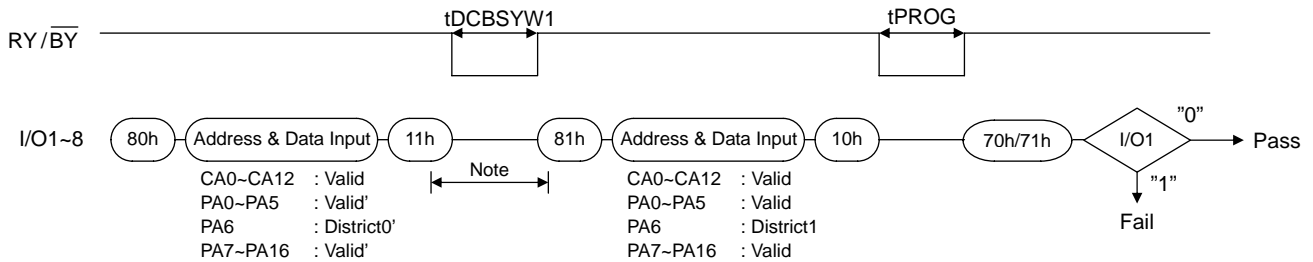 tDCBSYW1 tPROG
RY/BY
I/O1~8 80h Address & Data Input 11h 81h Address & Data Input 10h 70h/71h I/O1 "0" Pass
Note
"1"
Fail
CA0~CA12 : Valid
PA0~PA5 : Valid'
PA6 : District0'
PA7~PA16 : Valid'
CA0~CA12 : Valid
PA0~PA5 : Valid
PA6 : District1
PA7~PA16 : Valid